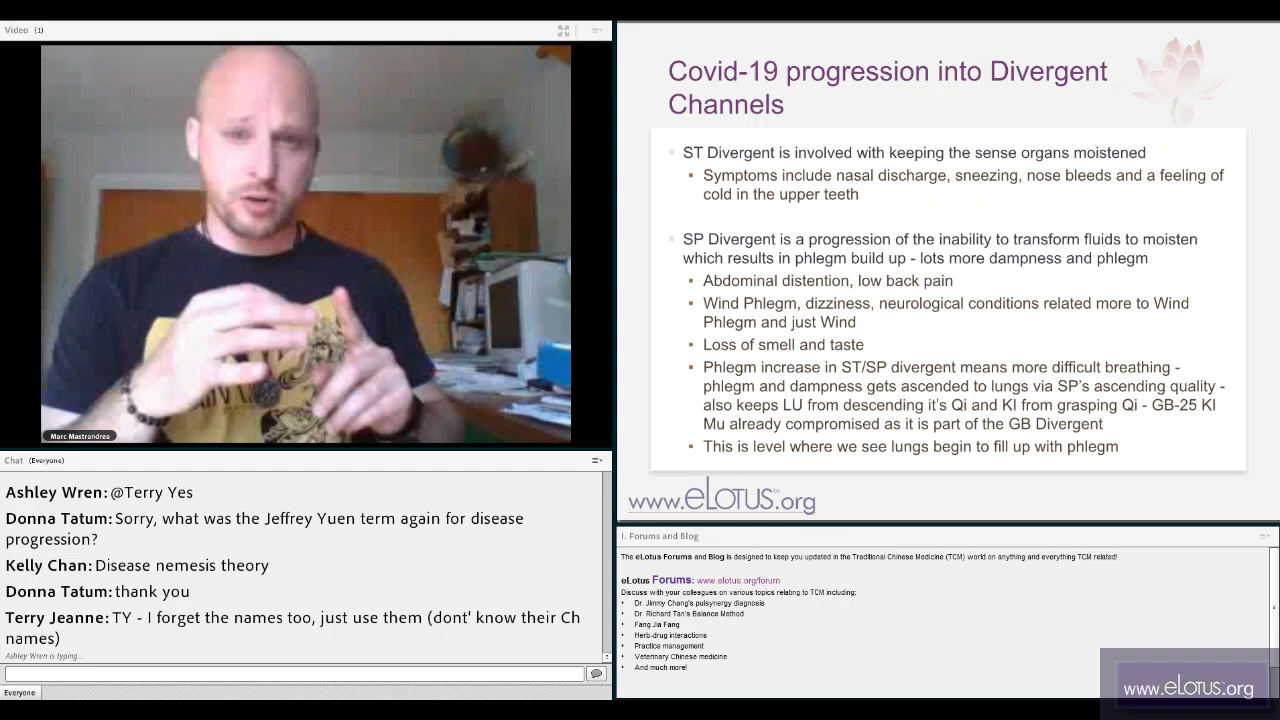 Video (1)
Marc Mastrandrea
Chat (Everyone)
Ashley Wren: @Terry Yes
Donna Tatum: Sorry, what was the Jeffrey Yuen term again for disease
progression?
Kelly Chan: Disease nemesis theory
Donna Tatum: thank you
Terry Jeanne: TY - I forget the names too, just use them (dont' know their Ch
names)
Ashley Wren is typing...
Everyone
Covid-19 progression into Divergent
Channels
ST Divergent is involved with keeping the sense organs moistened
Symptoms include nasal discharge, sneezing, nose bleeds and a feeling of
cold in the upper teeth
SP Divergent is a progression of the inability to transform fluids to moisten
which results in phlegm build up - lots more dampness and phlegm
Abdominal distention, low back pain
Wind Phlegm, dizziness, neurological conditions related more to Wind
Phlegm and just Wind
Loss of smell and taste
Phlegm increase in ST/SP divergent means more difficult breathing -
phlegm and dampness gets ascended to lungs via SP's ascending quality -
also keeps LU from descending it's Qi and KI from grasping Qi - GB-25 KI
Mu already compromised as it is part of the GB Divergent
This is level where we see lungs begin to fill up with phlegm
www.eLOTUS.org
I. Forums and Blog
The eLotus Forums and Blog is designed to keep you updated in the Traditional Chinese Medicine (TCM) world on anything and everything TCM related!
eLotus Forums: www.elotus.org/forum
Discuss with your colleagues on various topics relating to TCM including:
• Dr. Jimmy Chang's pulsynergy diagnosis
• Dr. Richard Tan's Balance Method
• Fang Jia Fang
• Herb-drug interactions
• Practice management
• Veterinary Chinese medicine
• And much more!
www.eLOTUS.org